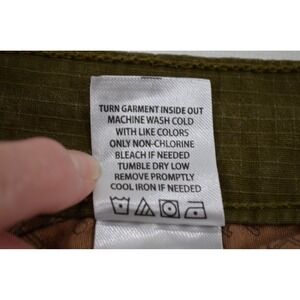 TURN GARMENT INSIDE OUT
MACHINE WASH COLD
WITH LIKE COLORS
ONLY NON-CHLORINE
BLEACH IF NEEDED
TUMBLE DRY LOW
REMOVE PROMPTLY
COOL IRON IF NEEDED